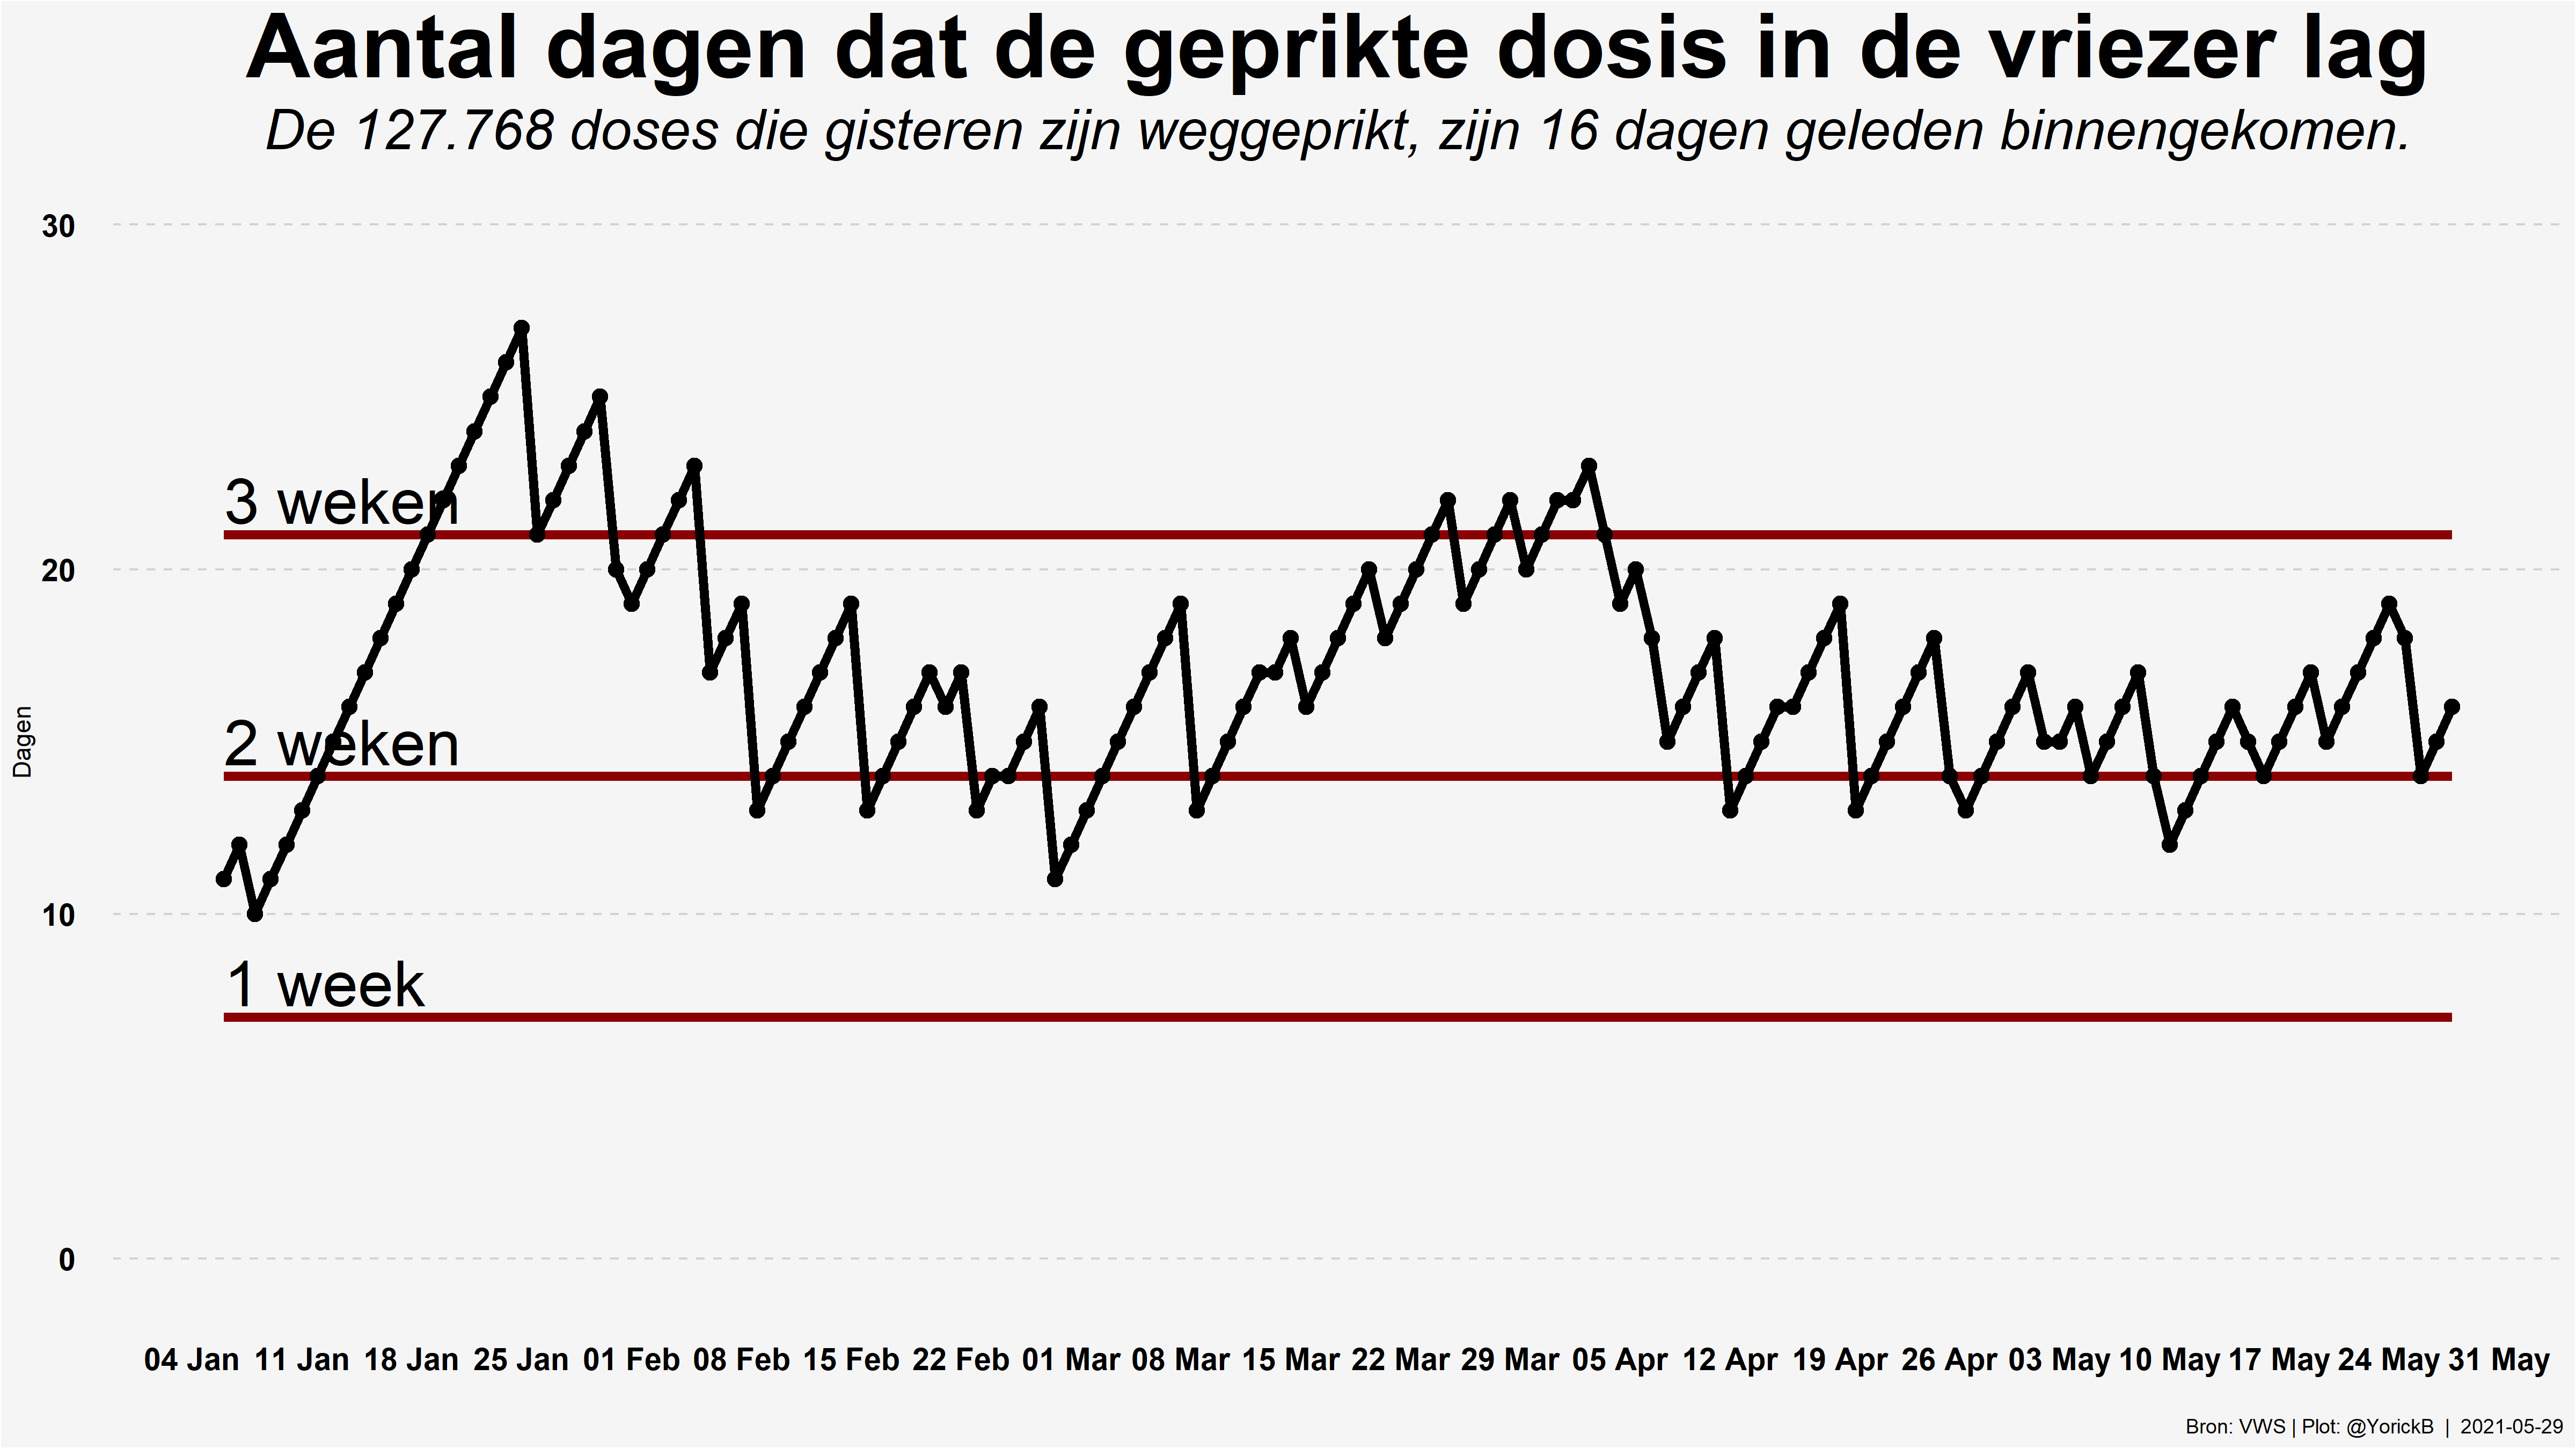 Aantal dagen dat de geprikte dosis in de vriezer lag
De 127.768 doses die gisteren zijn weggeprikt, zijn 16 dagen geleden binnengekomen.
30
3 weken
20
2 weken
Dagen
10
1 week
0
04 Jan 11 Jan 18 Jan 25 Jan 01 Feb 08 Feb 15 Feb 22 Feb 01 Mar 08 Mar 15 Mar 22 Mar 29 Mar 05 Apr 12 Apr 19 Apr 26 Apr 03 May 10 May 17 May 24 May 31 May
Bron: VWS | Plot: @YorickB | 2021-05-29